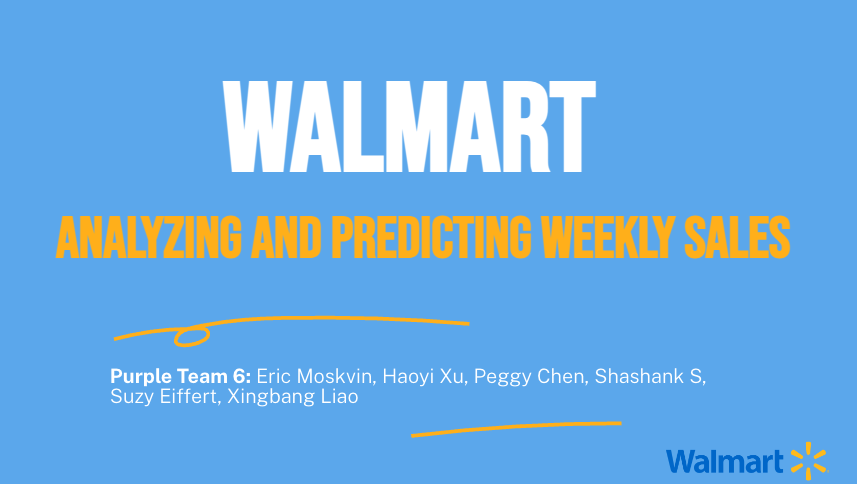 WALMART
ANALYZING AND PREDICTING WEEKLY SALES
Purple Team 6: Eric Moskvin, Haoyi Xu, Peggy Chen, Shashank S,
Suzy Eiffert, Xingbang Liao
Walmart